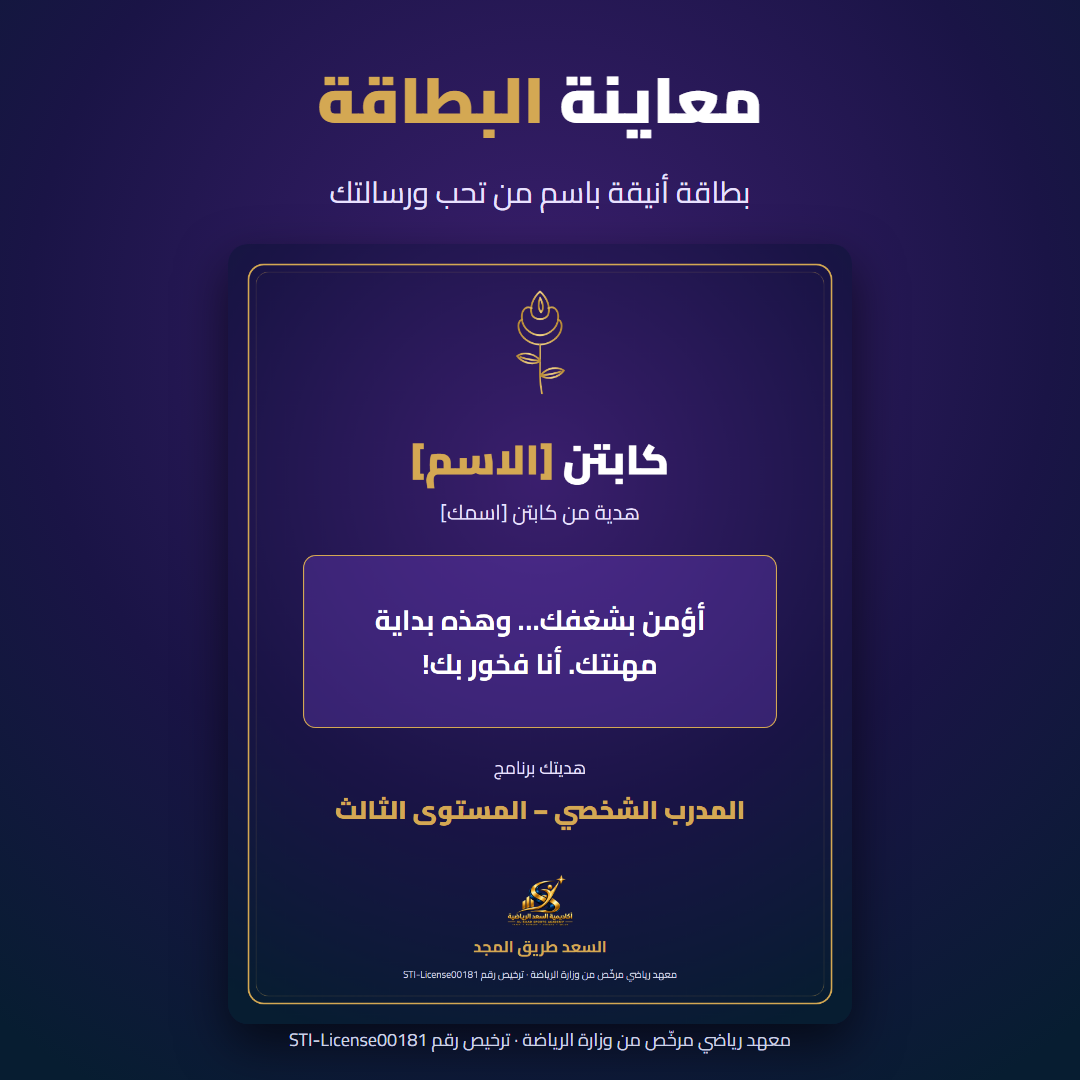 معاينة البطاقة
بطاقة أنيقة باسم من تحب ورسالتك
كابتن [الاسم]
هدية من كابتن [اسمك]
أؤمن بشغفك... وهذه بداية
مهنتك. أنا فخور بك!
هديتك برنامج
المدرب الشخصي – المستوى الثالث
أكاديمية السعد الرياضية
السعد طريق المجد
معهد رياضي مرخّص من وزارة الرياضة · ترخيص رقم STI-License00181
معهد رياضي مرخّص من وزارة الرياضة · ترخيص رقم STI-License00181